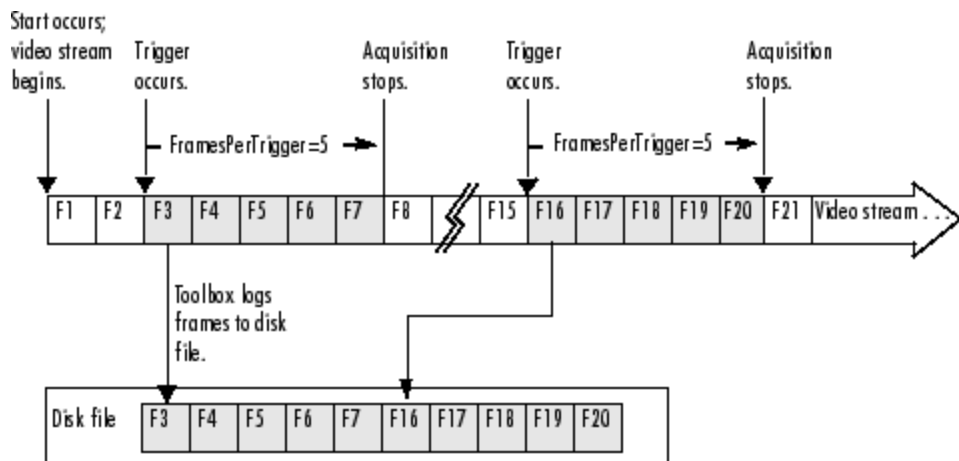 Start occurs;
video stream
begins.
Trigger
occurs.
Acquisition
stops.
Trigger
occurs.
Acquisition
stops.
FramesPerTrigger=5
FramesPerTrigger=5
F1 F2 F3 F4 F5 F6 F7 F8 F15 F16 F17 F18 F19 F20 F21 Video stream . . .
Toolbox logs
frames to disk
file.
Disk file F3 F4 F5 F6 F7 F16 F17 F18 F19 F20